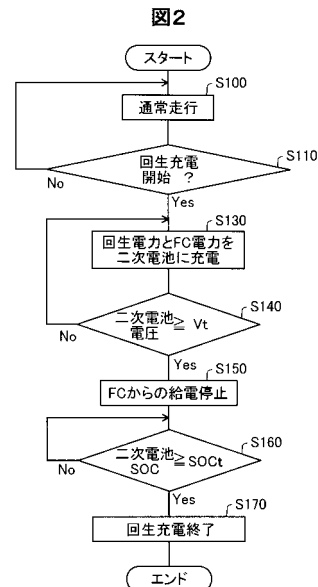 図2
スタート
S100
通常走行
S110
回生充電
開始 ?
No
Yes
S130
回生電力とFC電力を
二次電池に充電
S140
二次電池
電圧 ≧ Vt
No
Yes
S150
FCからの給電停止
S160
二次電池
SOC ≧SOCt
No
Yes
S170
回生充電終了
エンド